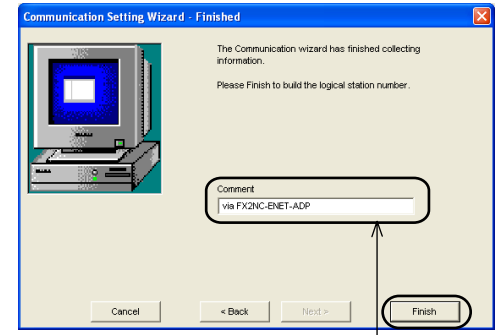 Communication Setting Wizard - Finished
The Communication wizard has finished collecting
information.
Please Finish to build the logical station number.
Comment
via FX2NC-ENET-ADP
Cancel
< Back
Next >
Finish